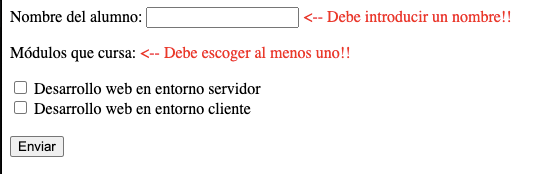 Nombre del alumno: <-- Debe introducir un nombre!!
Módulos que cursa: <-- Debe escoger al menos uno!!
Desarrollo web en entorno servidor
Desarrollo web en entorno cliente
Enviar